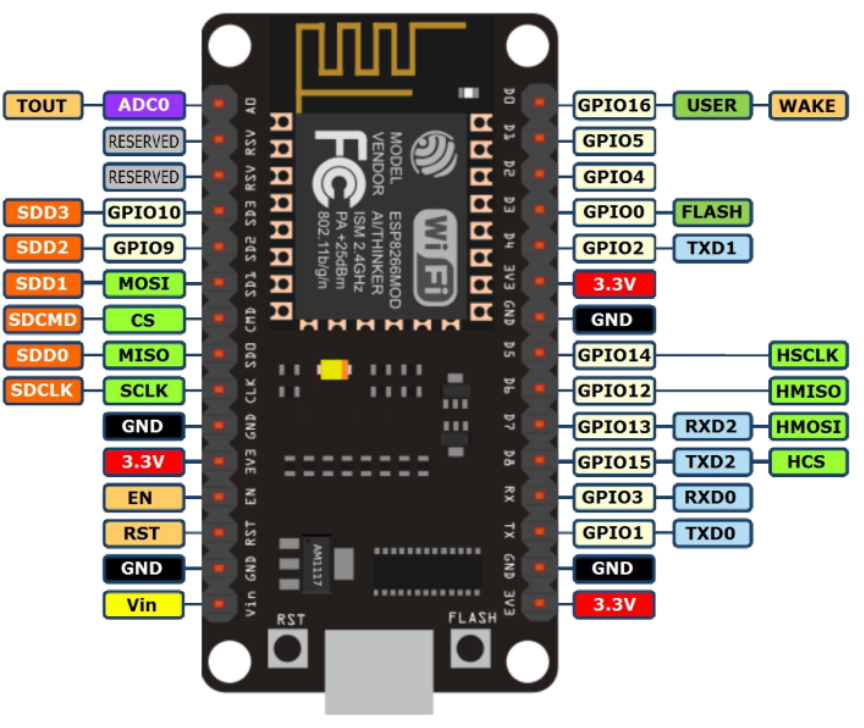 TOUT ADC0 A0 D0 GPIO16 USER WAKE
RESERVED RSV D1 GPIO5
RESERVED RSV D2 GPIO4
SDD3 GPIO10 SD3 D3 GPIO0 FLASH
SDD2 GPIO9 SD2 D4 GPIO2 TXD1
SDD1 MOSI SD1 3V3 3.3V
SDCMD CS CMD GND GND
SDD0 MISO SD0 D5 GPIO14 HSCLK
SDCLK SCLK CLK D6 GPIO12 HMISO
GND GND D7 GPIO13 RXD2 HMOSI
3.3V 3V3 D8 GPIO15 TXD2 HCS
EN EN RX GPIO3 RXD0
RST RST TX GPIO1 TXD0
GND GND GND GND
Vin Vin 3V3 3.3V
MODEL ESP8266MOD
VENDOR AI/THINKER
ISM 2.4GHz
PA +25dBm
802.11b/g/n
FC
Wi Fi
AM1117
RST
FLASH